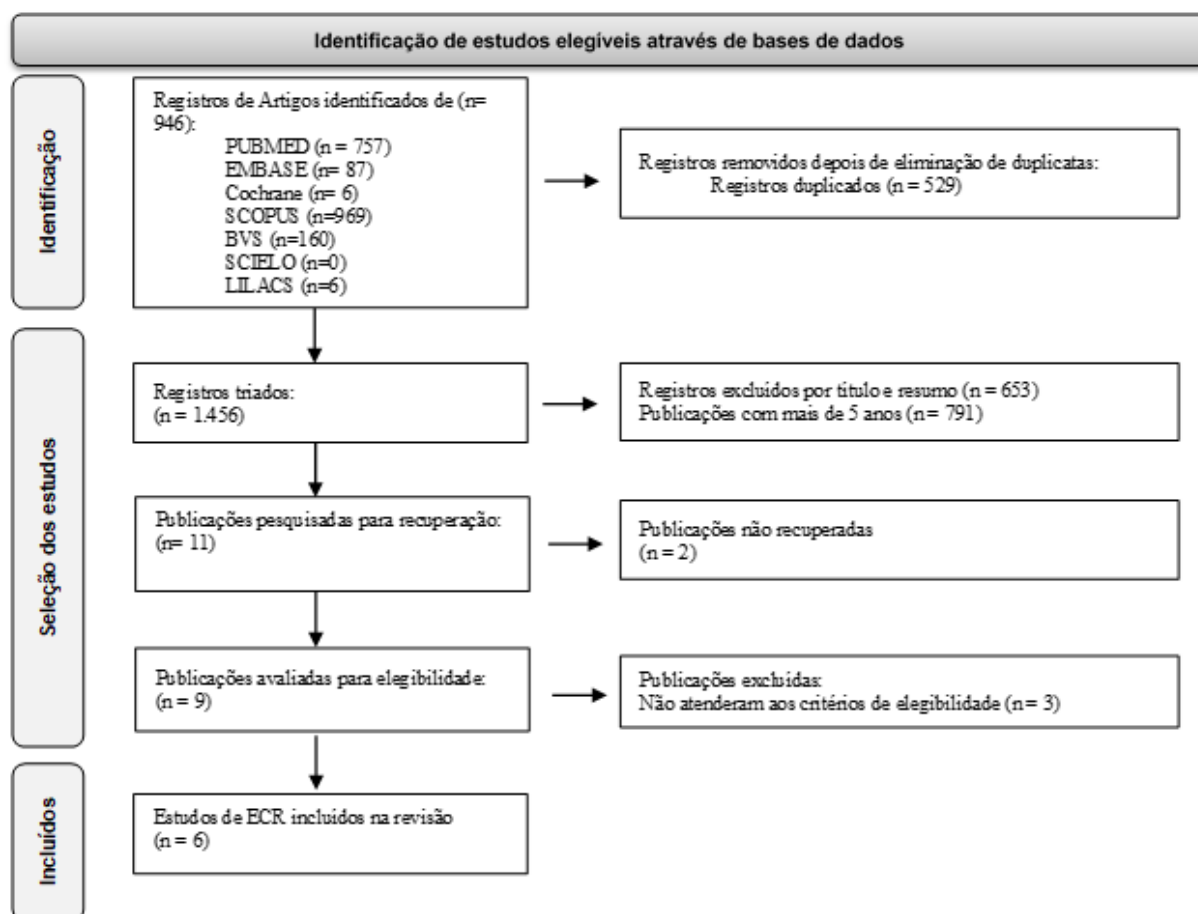 Identificação de estudos elegíveis através de bases de dados
Identificação
Registros de Artigos identificados de (n=
946):
PUBMED (n = 757)
EMBASE (n= 87)
Cochrane (n= 6)
SCOPUS (n=969)
BVS (n=160)
SCIELO (n=0)
LILACS (n=6)
Registros removidos depois de eliminação de duplicatas:
Registros duplicados (n = 529)
Seleção dos estudos
Registros triados:
(n = 1.456)
Registros excluídos por título e resumo (n = 653)
Publicações com mais de 5 anos (n = 791)
Publicações pesquisadas para recuperação:
(n= 11)
Publicações não recuperadas
(n = 2)
Publicações avaliadas para elegibilidade:
(n = 9)
Publicações excluídas:
Não atenderam aos critérios de elegibilidade (n = 3)
Incluídos
Estudos de ECR incluídos na revisão
(n = 6)